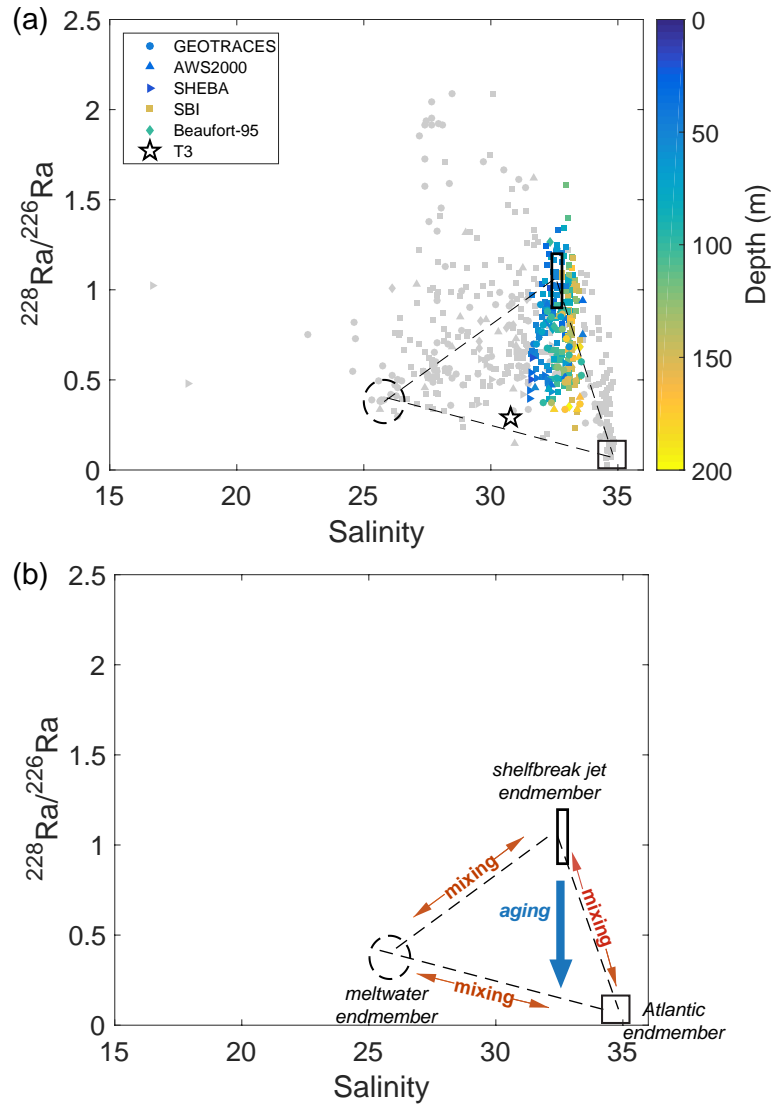 (a)
2.5
2
1.5
1
0.5
0
15
20
25
30
35
Salinity
²²⁸Ra/²²⁶Ra
GEOTRACES
AWS2000
SHEBA
SBI
Beaufort-95
T3
0
50
100
150
200
Depth (m)
(b)
2.5
2
1.5
1
0.5
0
15
20
25
30
35
Salinity
²²⁸Ra/²²⁶Ra
shelfbreak jet
endmember
mixing
aging
mixing
mixing
meltwater
endmember
Atlantic
endmember